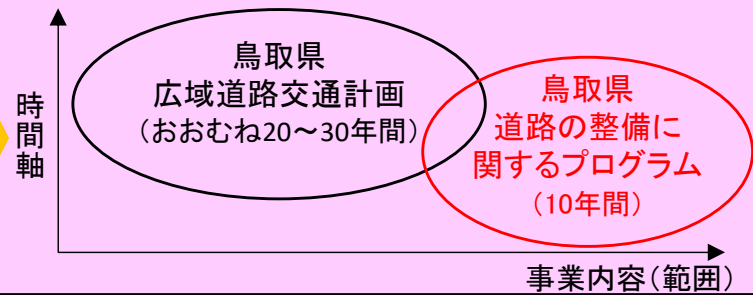 時間軸
鳥取県
広域道路交通計画
（おおむね20～30年間）
鳥取県
道路の整備に
関するプログラム
（10年間）
事業内容（範囲）